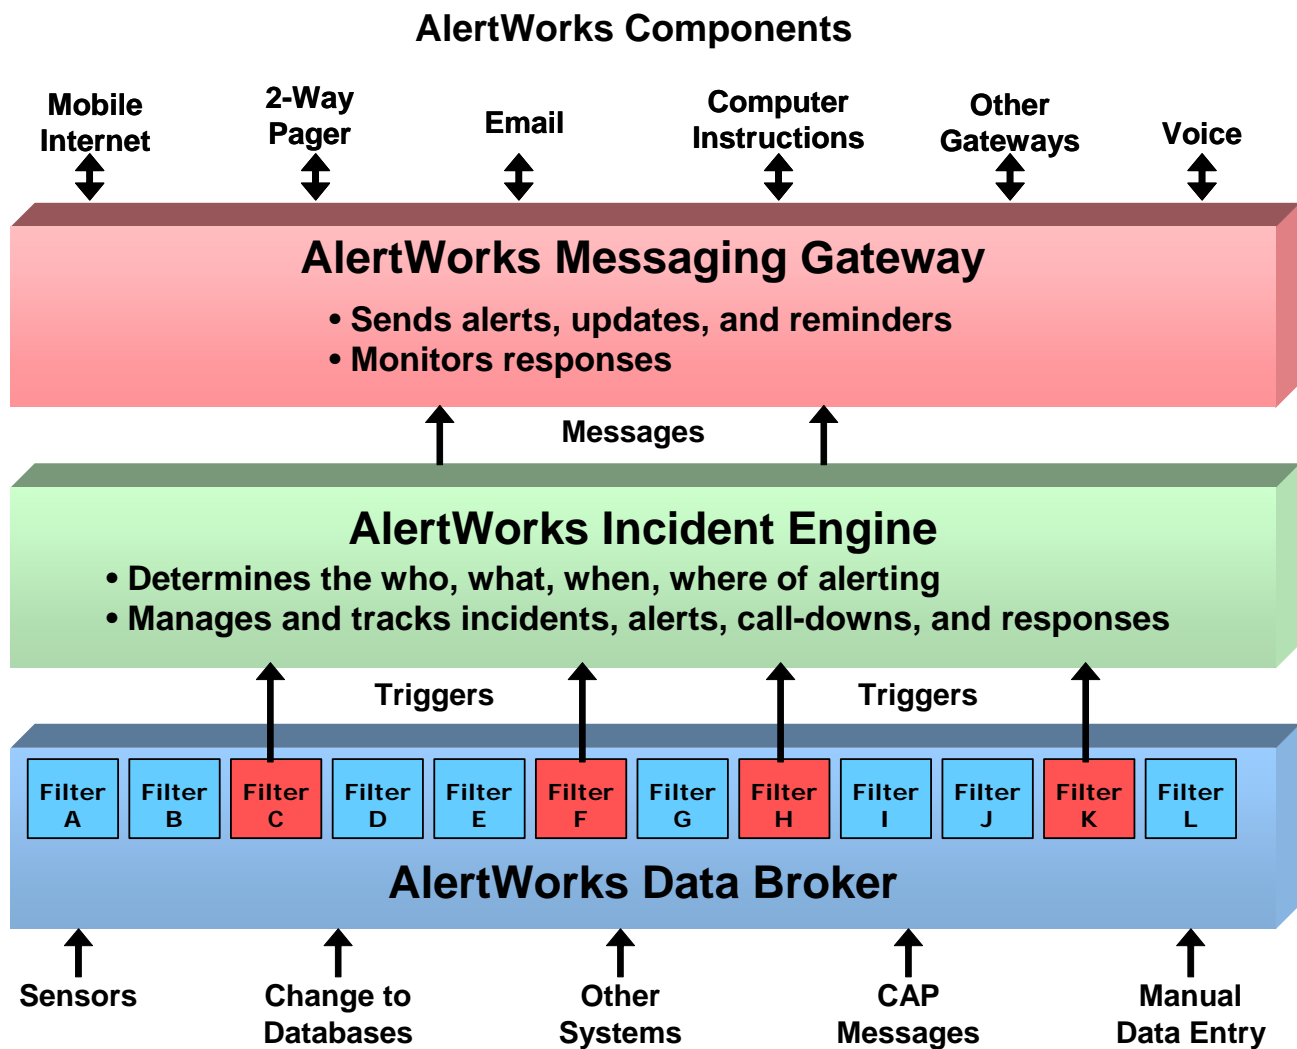 AlertWorks Components
Mobile
Internet
2-Way
Pager
Email
Computer
Instructions
Other
Gateways
Voice
AlertWorks Messaging Gateway
• Sends alerts, updates, and reminders
• Monitors responses
Messages
AlertWorks Incident Engine
• Determines the who, what, when, where of alerting
• Manages and tracks incidents, alerts, call-downs, and responses
Triggers
Triggers
Filter
A
Filter
B
Filter
C
Filter
D
Filter
E
Filter
F
Filter
G
Filter
H
Filter
I
Filter
J
Filter
K
Filter
L
AlertWorks Data Broker
Sensors
Change to
Databases
Other
Systems
CAP
Messages
Manual
Data Entry